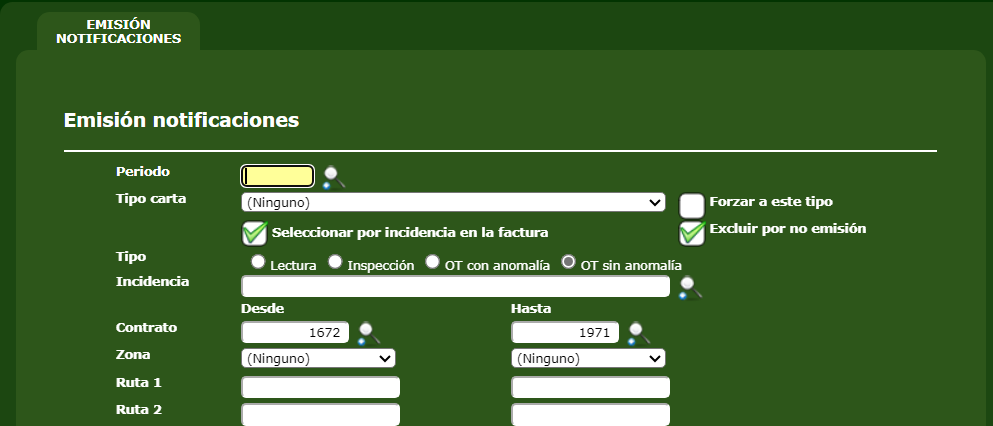 EMISIÓN
NOTIFICACIONES
Emisión notificaciones
Periodo
Tipo carta (Ninguno) Forzar a este tipo
Seleccionar por incidencia en la factura Excluir por no emisión
Tipo Lectura Inspección OT con anomalía OT sin anomalía
Incidencia
Desde Hasta
Contrato 1672 1971
Zona (Ninguno) (Ninguno)
Ruta 1
Ruta 2